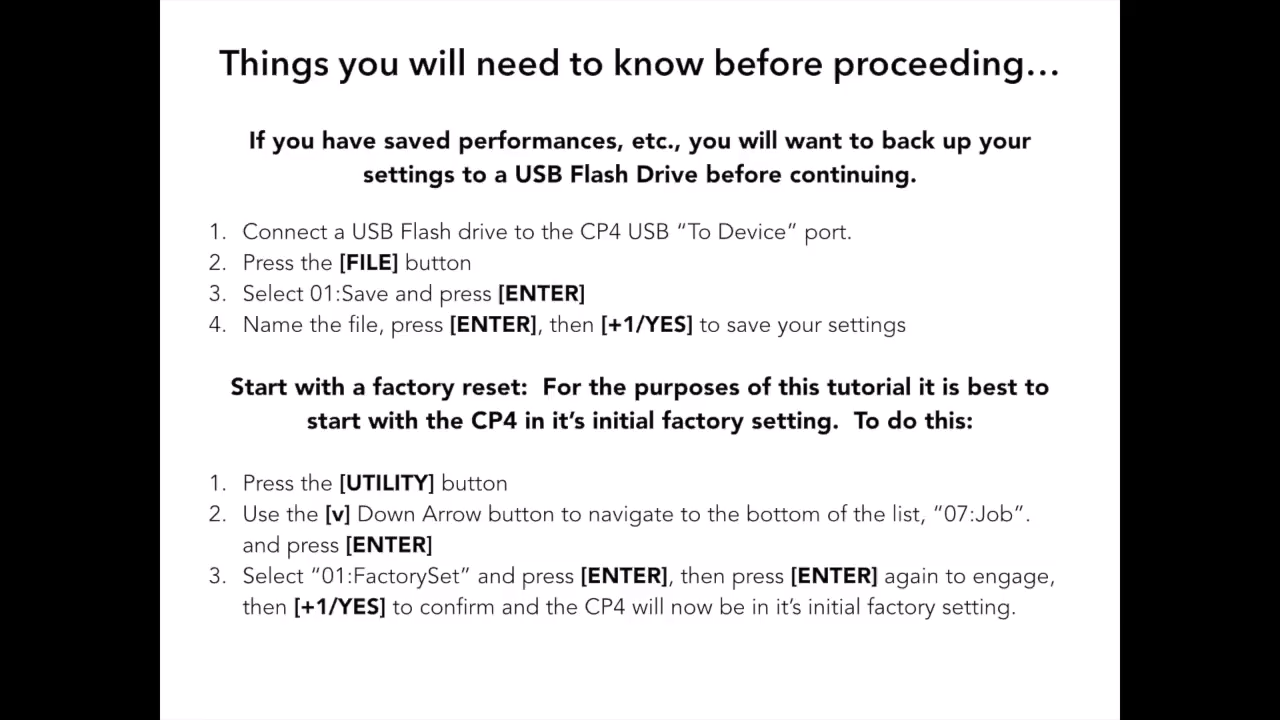 Things you will need to know before proceeding…
If you have saved performances, etc., you will want to back up your
settings to a USB Flash Drive before continuing.
1. Connect a USB Flash drive to the CP4 USB “To Device” port.
2. Press the [FILE] button
3. Select 01:Save and press [ENTER]
4. Name the file, press [ENTER], then [+1/YES] to save your settings
Start with a factory reset:  For the purposes of this tutorial it is best to
start with the CP4 in it’s initial factory setting.  To do this:
1. Press the [UTILITY] button
2. Use the [v] Down Arrow button to navigate to the bottom of the list, “07:Job”.
and press [ENTER]
3. Select “01:FactorySet” and press [ENTER], then press [ENTER] again to engage,
then [+1/YES] to confirm and the CP4 will now be in it’s initial factory setting.